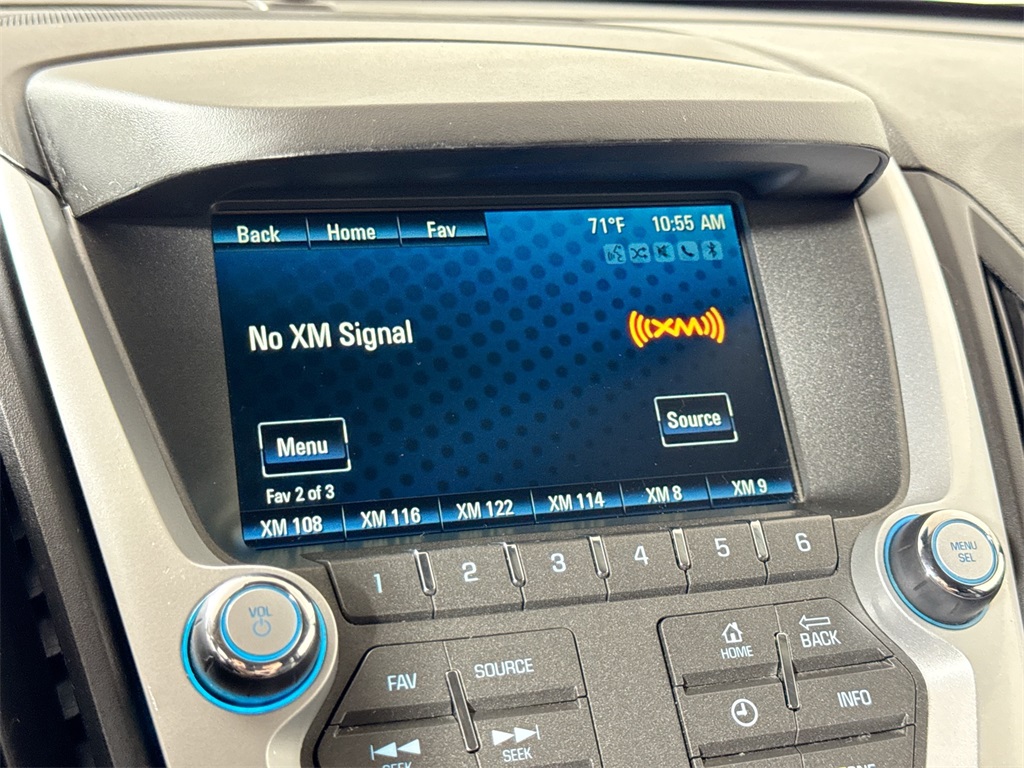 Back Home Fav 71°F 10:55 AM
No XM Signal
XM
Menu
Source
Fav 2 of 3
XM 108 XM 116 XM 122 XM 114 XM 8 XM 9
1 2 3 4 5 6
VOL
MENU
SEL
FAV SOURCE
HOME BACK
INFO
SEEK SEEK